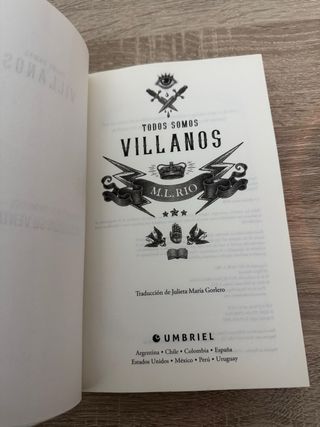 TODOS SOMOS
VILLANOS
M.L. RIO
Traducción de Julieta María Gorlero
UMBRIEL
Argentina • Chile • Colombia • España
Estados Unidos • México • Perú • Uruguay
VILLANOS